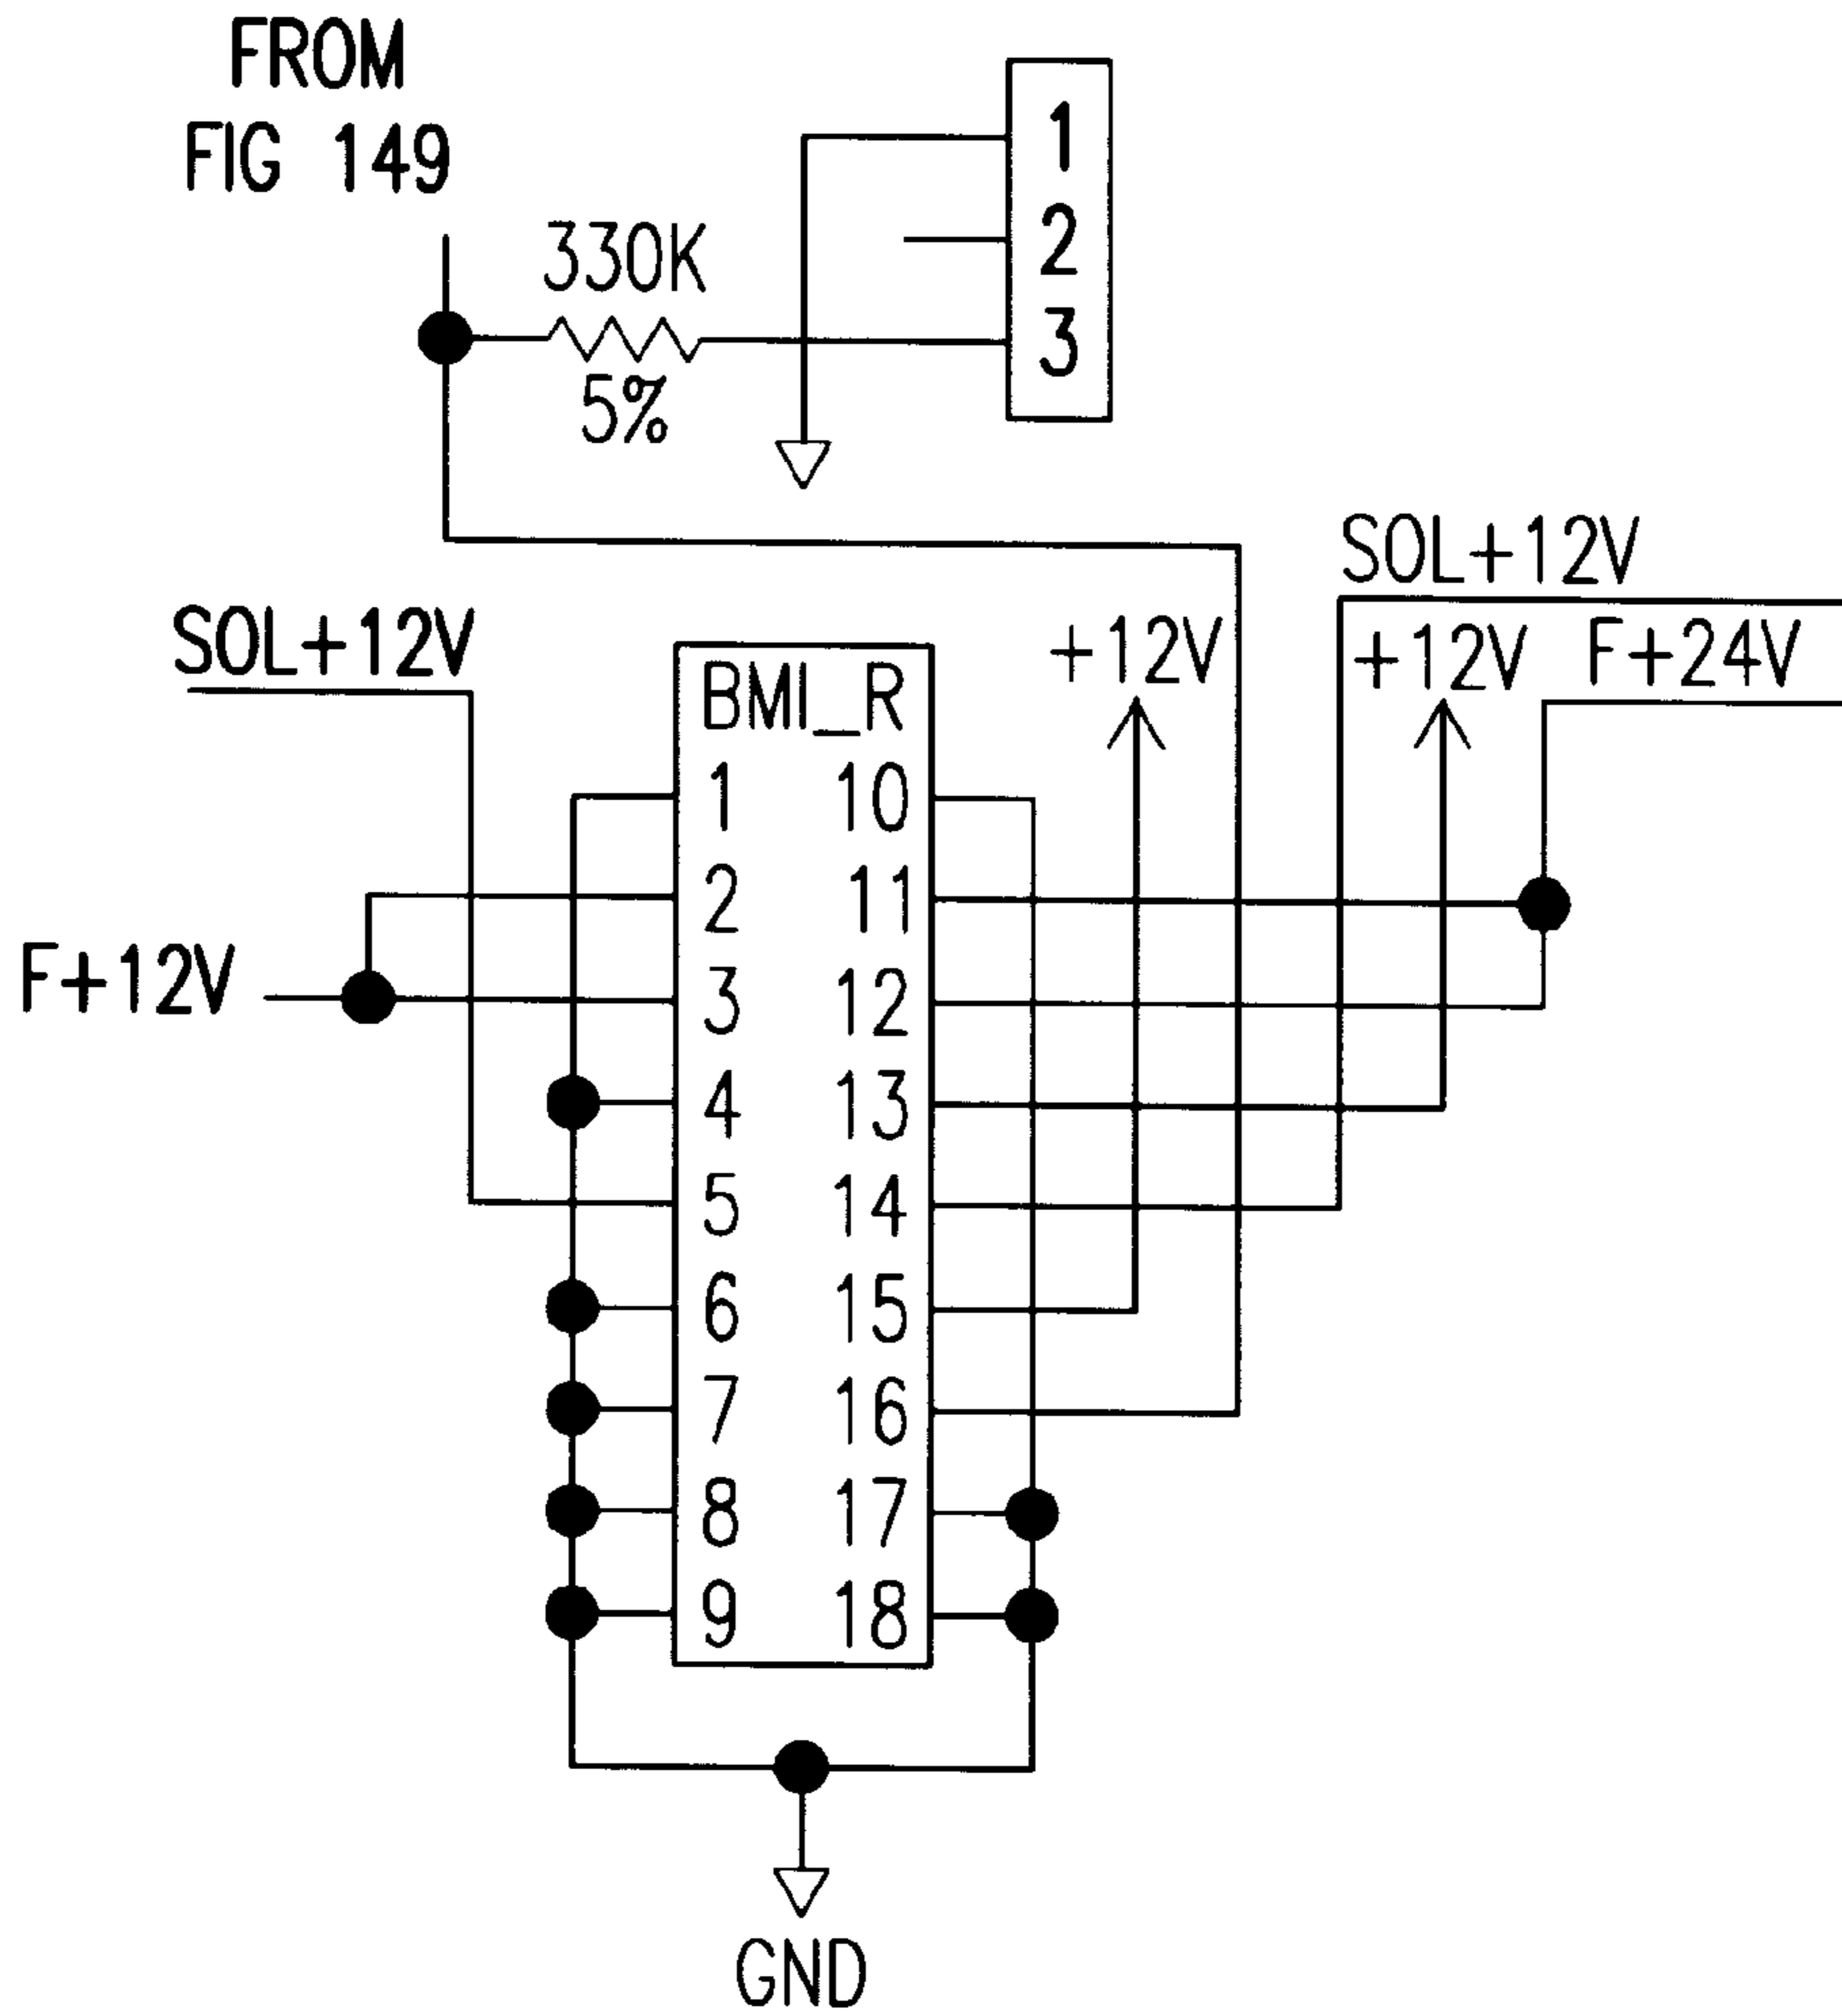 FROM
FIG 149
330K
5%
1
2
3
SOL+12V
SOL+12V
+12V
+12V
F+24V
F+12V
BMI_R
1 10
2 11
3 12
4 13
5 14
6 15
7 16
8 17
9 18
GND